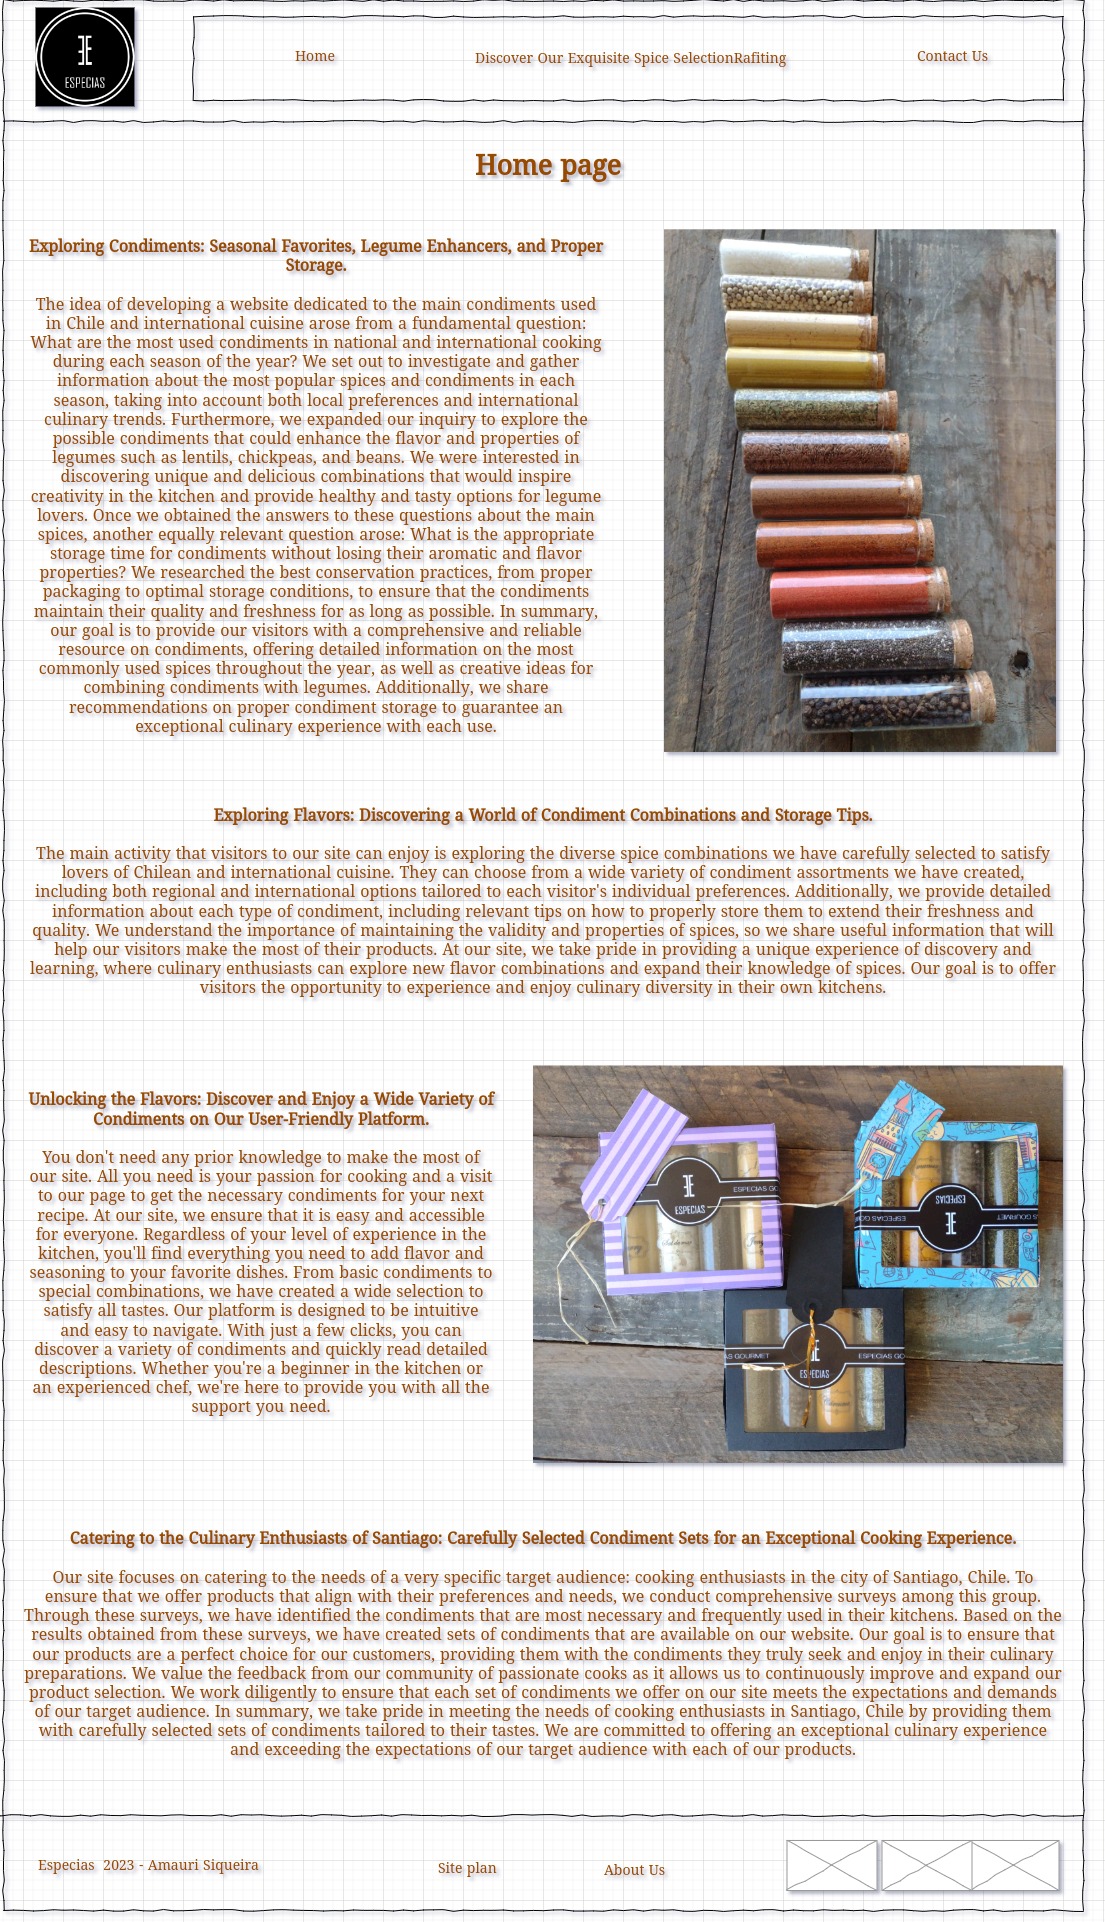 ESPECIAS
Home
Discover Our Exquisite Spice SelectionRafiting
Contact Us
Home page
Exploring Condiments: Seasonal Favorites, Legume Enhancers, and Proper
Storage.
The idea of developing a website dedicated to the main condiments used
in Chile and international cuisine arose from a fundamental question:
What are the most used condiments in national and international cooking
during each season of the year? We set out to investigate and gather
information about the most popular spices and condiments in each
season, taking into account both local preferences and international
culinary trends. Furthermore, we expanded our inquiry to explore the
possible condiments that could enhance the flavor and properties of
legumes such as lentils, chickpeas, and beans. We were interested in
discovering unique and delicious combinations that would inspire
creativity in the kitchen and provide healthy and tasty options for legume
lovers. Once we obtained the answers to these questions about the main
spices, another equally relevant question arose: What is the appropriate
storage time for condiments without losing their aromatic and flavor
properties? We researched the best conservation practices, from proper
packaging to optimal storage conditions, to ensure that the condiments
maintain their quality and freshness for as long as possible. In summary,
our goal is to provide our visitors with a comprehensive and reliable
resource on condiments, offering detailed information on the most
commonly used spices throughout the year, as well as creative ideas for
combining condiments with legumes. Additionally, we share
recommendations on proper condiment storage to guarantee an
exceptional culinary experience with each use.
Exploring Flavors: Discovering a World of Condiment Combinations and Storage Tips.
The main activity that visitors to our site can enjoy is exploring the diverse spice combinations we have carefully selected to satisfy
lovers of Chilean and international cuisine. They can choose from a wide variety of condiment assortments we have created,
including both regional and international options tailored to each visitor's individual preferences. Additionally, we provide detailed
information about each type of condiment, including relevant tips on how to properly store them to extend their freshness and
quality. We understand the importance of maintaining the validity and properties of spices, so we share useful information that will
help our visitors make the most of their products. At our site, we take pride in providing a unique experience of discovery and
learning, where culinary enthusiasts can explore new flavor combinations and expand their knowledge of spices. Our goal is to offer
visitors the opportunity to experience and enjoy culinary diversity in their own kitchens.
Unlocking the Flavors: Discover and Enjoy a Wide Variety of
Condiments on Our User-Friendly Platform.
You don't need any prior knowledge to make the most of
our site. All you need is your passion for cooking and a visit
to our page to get the necessary condiments for your next
recipe. At our site, we ensure that it is easy and accessible
for everyone. Regardless of your level of experience in the
kitchen, you'll find everything you need to add flavor and
seasoning to your favorite dishes. From basic condiments to
special combinations, we have created a wide selection to
satisfy all tastes. Our platform is designed to be intuitive
and easy to navigate. With just a few clicks, you can
discover a variety of condiments and quickly read detailed
descriptions. Whether you're a beginner in the kitchen or
an experienced chef, we're here to provide you with all the
support you need.
ESPECIAS GO
ESPECIAS
ESPECIAS
AS GOURMET
AS GOURMET
ESPECIAS GO
ESPECIAS
Catering to the Culinary Enthusiasts of Santiago: Carefully Selected Condiment Sets for an Exceptional Cooking Experience.
Our site focuses on catering to the needs of a very specific target audience: cooking enthusiasts in the city of Santiago, Chile. To
ensure that we offer products that align with their preferences and needs, we conduct comprehensive surveys among this group.
Through these surveys, we have identified the condiments that are most necessary and frequently used in their kitchens. Based on the
results obtained from these surveys, we have created sets of condiments that are available on our website. Our goal is to ensure that
our products are a perfect choice for our customers, providing them with the condiments they truly seek and enjoy in their culinary
preparations. We value the feedback from our community of passionate cooks as it allows us to continuously improve and expand our
product selection. We work diligently to ensure that each set of condiments we offer on our site meets the expectations and demands
of our target audience. In summary, we take pride in meeting the needs of cooking enthusiasts in Santiago, Chile by providing them
with carefully selected sets of condiments tailored to their tastes. We are committed to offering an exceptional culinary experience
and exceeding the expectations of our target audience with each of our products.
Especias 2023 - Amauri Siqueira
Site plan
About Us